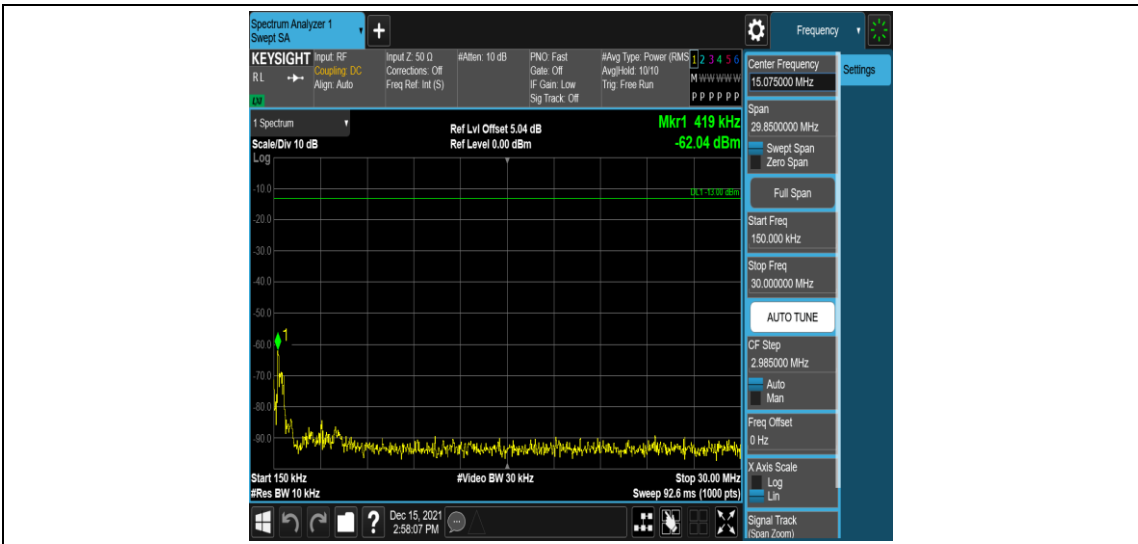 Spectrum Analyzer 1
Swept SA
+
Frequency
KEYSIGHT
RL
LXI
Input: RF
Coupling: DC
Align: Auto
Input Z: 50 Ω
Corrections: Off
Freq Ref: Int (S)
#Atten: 10 dB
PNO: Fast
Gate: Off
IF Gain: Low
Sig Track: Off
#Avg Type: Power (RMS
Avg|Hold: 10/10
Trig: Free Run
1 2 3 4 5 6
M W W W W W
P P P P P P
1 Spectrum
Scale/Div 10 dB
Log
Ref Lvl Offset 5.04 dB
Ref Level 0.00 dBm
Mkr1 419 kHz
-62.04 dBm
DL1 -13.00 dBm
-10.0
-20.0
-30.0
-40.0
-50.0
-60.0
-70.0
-80.0
-90.0
1
Start 150 kHz
#Res BW 10 kHz
#Video BW 30 kHz
Stop 30.00 MHz
Sweep 92.6 ms (1000 pts)
?
Dec 15, 2021
2:58:07 PM
Center Frequency
15.075000 MHz
Span
29.8500000 MHz
Swept Span
Zero Span
Full Span
Start Freq
150.000 kHz
Stop Freq
30.000000 MHz
AUTO TUNE
CF Step
2.985000 MHz
Auto
Man
Freq Offset
0 Hz
X Axis Scale
Log
Lin
Signal Track
(Span Zoom)
Settings